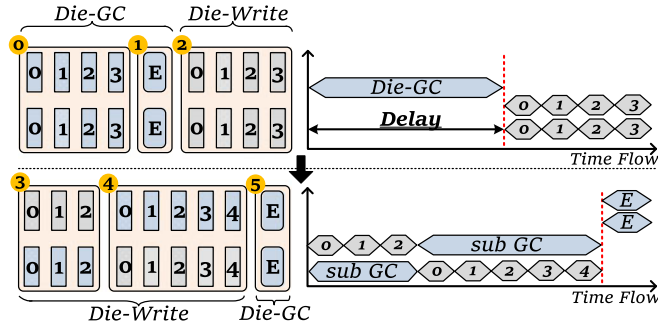 Die-GC Die-Write
0 1 2
0 1 2 3 E 0 1 2 3
0 1 2 3 E 0 1 2 3
Die-GC
0 1 2 3
Delay 0 1 2 3
Time Flow
3 4 5
0 1 2 0 1 2 3 4 E
0 1 2 0 1 2 3 4 E
Die-Write Die-GC
E
E
0 1 2 sub GC
sub GC 0 1 2 3 4
Time Flow